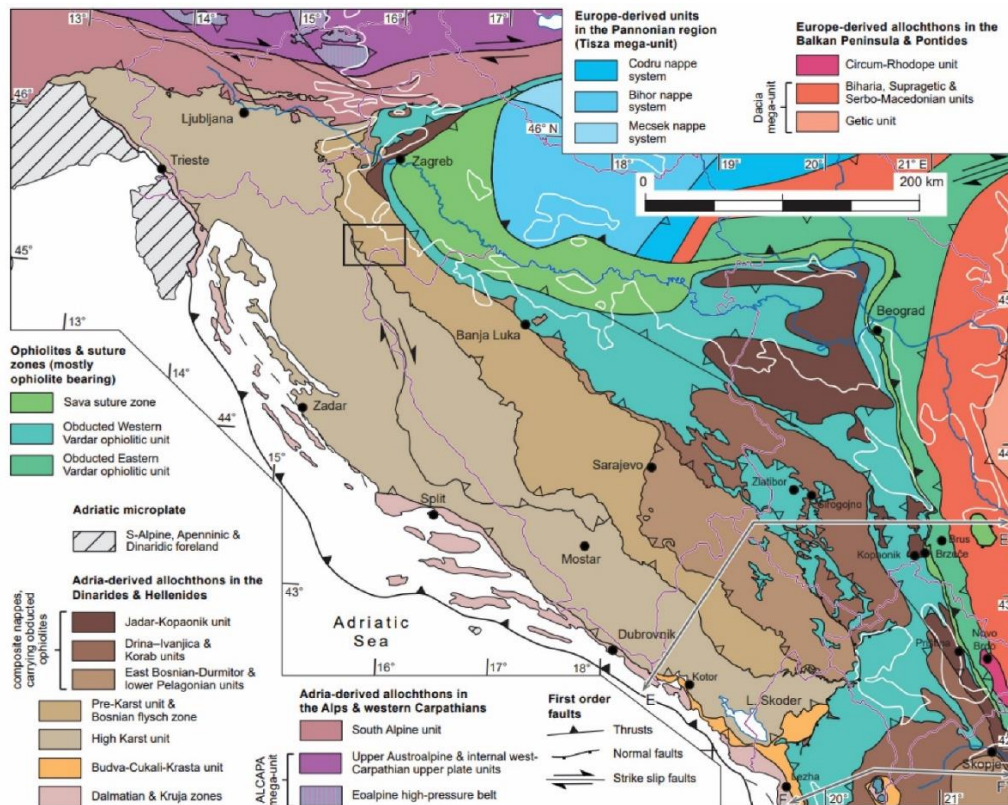 13°
14°
15°
16°
17°
46°
Ljubljana
Trieste
Zagreb
46° N
18°
19°
20°
21° E
45°
13°
Banja Luka
Beograd
45
14°
44°
15°
Zadar
Sarajevo
Zlatibor
Sirogojno
44
Split
Mostar
Kopaonik
Brus
Brzeče
E
43°
Adriatic
Sea
43
Dubrovnik
Priština
Novo
Brdo
16°
17°
18°
Kotor
E
L. Skoder
42
Skopje
Lezha
20°
21°
Europe-derived units
in the Pannonian region
(Tisza mega-unit)
Codru nappe
system
Bihor nappe
system
Mecsek nappe
system
Europe-derived allochthons in the
Balkan Peninsula & Pontides
Circum-Rhodope unit
Dacia
mega-unit
Biharia, Supragetic &
Serbo-Macedonian units
Getic unit
0
200 km
Ophiolites & suture
zones (mostly
ophiolite bearing)
Sava suture zone
Obducted Western
Vardar ophiolitic unit
Obducted Eastern
Vardar ophiolitic unit
Adriatic microplate
S-Alpine, Apenninic &
Dinaridic foreland
Adria-derived allochthons in the
Dinarides & Hellenides
composite nappes,
carrying obducted
ophiolites
Jadar-Kopaonik unit
Drina–Ivanjica &
Korab units
East Bosnian-Durmitor &
lower Pelagonian units
Pre-Karst unit &
Bosnian flysch zone
High Karst unit
Budva-Cukali-Krasta unit
Dalmatian & Kruja zones
Adria-derived allochthons in
the Alps & western Carpathians
South Alpine unit
ALCAPA
mega-unit
Upper Austroalpine & internal west-
Carpathian upper plate units
Eoalpine high-pressure belt
First order
faults
Thrusts
Normal faults
Strike slip faults